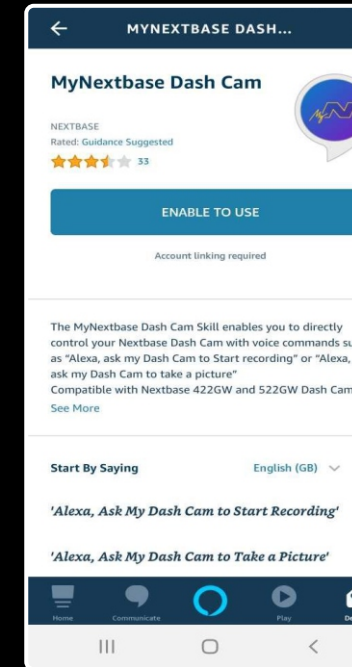 MYNEXTBASE DASH...
MyNextbase Dash Cam
NEXTBASE
Rated: Guidance Suggested
33
ENABLE TO USE
Account linking required
The MyNextbase Dash Cam Skill enables you to directly
control your Nextbase Dash Cam with voice commands su
as "Alexa, ask my Dash Cam to Start recording" or "Alexa,
ask my Dash Cam to take a picture"
Compatible with Nextbase 422GW and 522GW Dash Cam
See More
Start By Saying
English (GB)
'Alexa, Ask My Dash Cam to Start Recording'
'Alexa, Ask My Dash Cam to Take a Picture'
Home
Communicate
Play